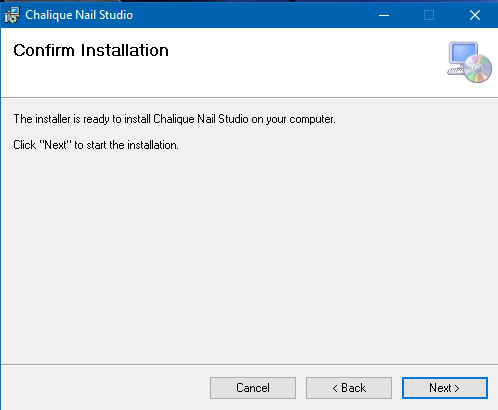 Chalique Nail Studio
Confirm Installation
The installer is ready to install Chalique Nail Studio on your computer.
Click "Next" to start the installation.
Cancel
< Back
Next >